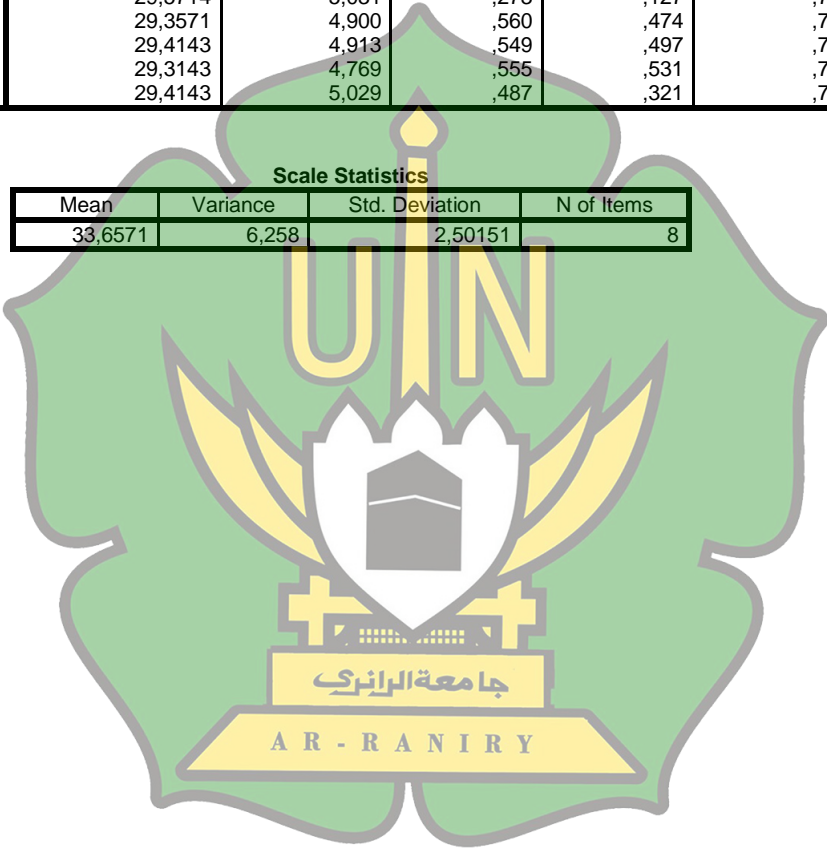 29,3571 4,900 ,560 ,474
29,4143 4,913 ,549 ,497
29,3143 4,769 ,555 ,531
29,4143 5,029 ,487 ,321
Scale Statistics
Mean Variance Std. Deviation N of Items
33,6571 6,258 2,50151 8
UIN
جامعة الرانري
AR-RANIRY